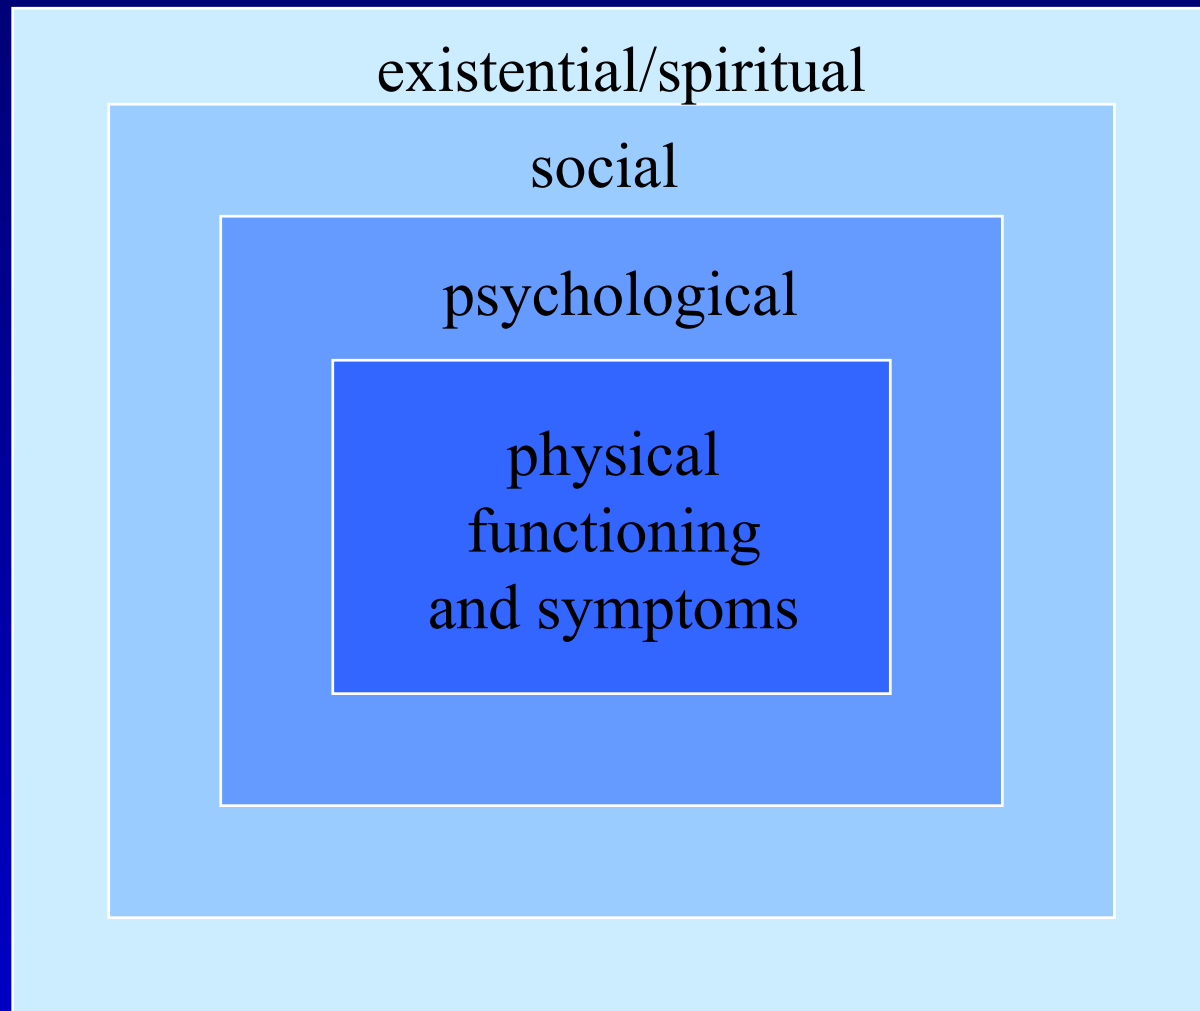 existential/spiritual
social
psychological
physical
functioning
and symptoms